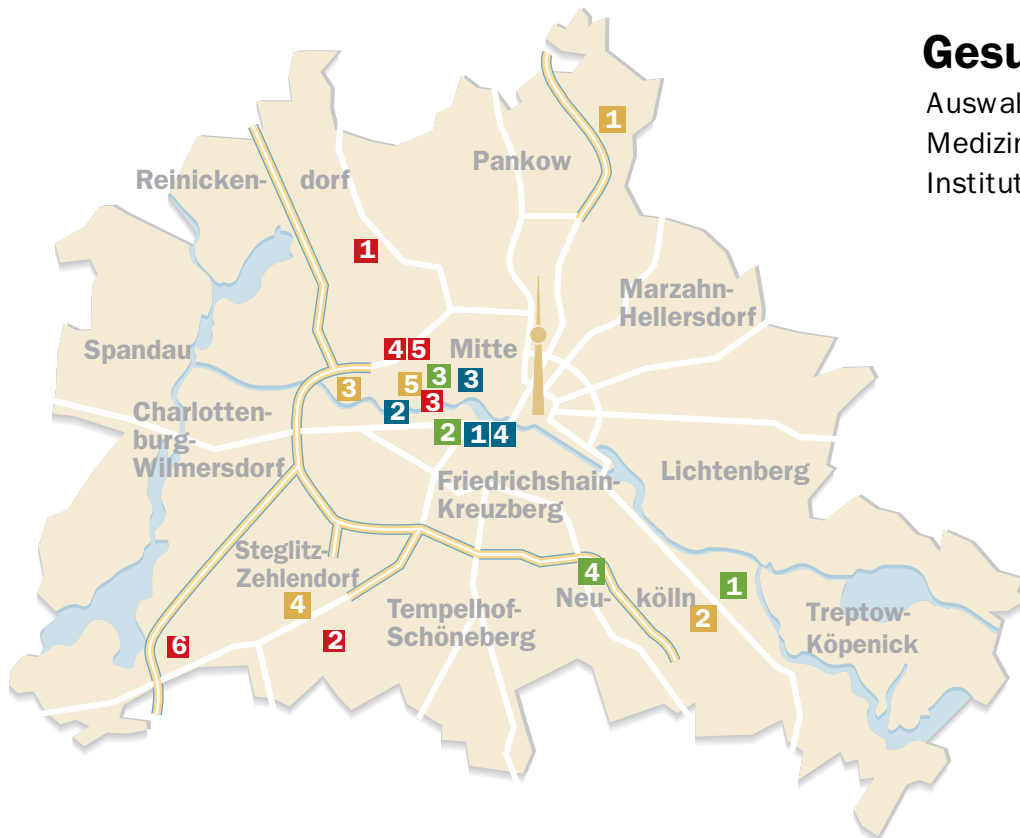 Gesu
Auswah
Medizin
Institut
1
Pankow
Reinicken- dorf
1
Marzahn-
Hellersdorf
Spandau
4 5 Mitte
3 5 3 3
2 3
Charlotten-
burg-
Wilmersdorf
2 1 4
Friedrichshain-
Kreuzberg
Lichtenberg
Steglitz-
Zehlendorf
4
4
1
Neu- kölln
2
Tempelhof-
Schöneberg
Treptow-
Köpenick
6
2